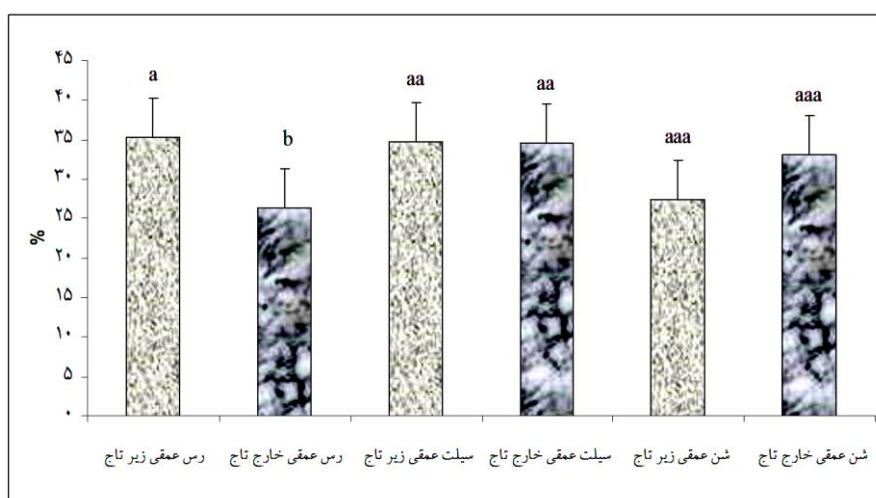 ۴۵
۴۰
۳۵
۳۰
۲۵
۲۰
۱۵
۱۰
۵
۰
%
a
b
aa
aa
aaa
aaa
رس عمقی زیر تاج
رس عمقی خارج تاج
سیلت عمقی زیر تاج
سیلت عمقی خارج تاج
شن عمقی زیر تاج
شن عمقی خارج تاج